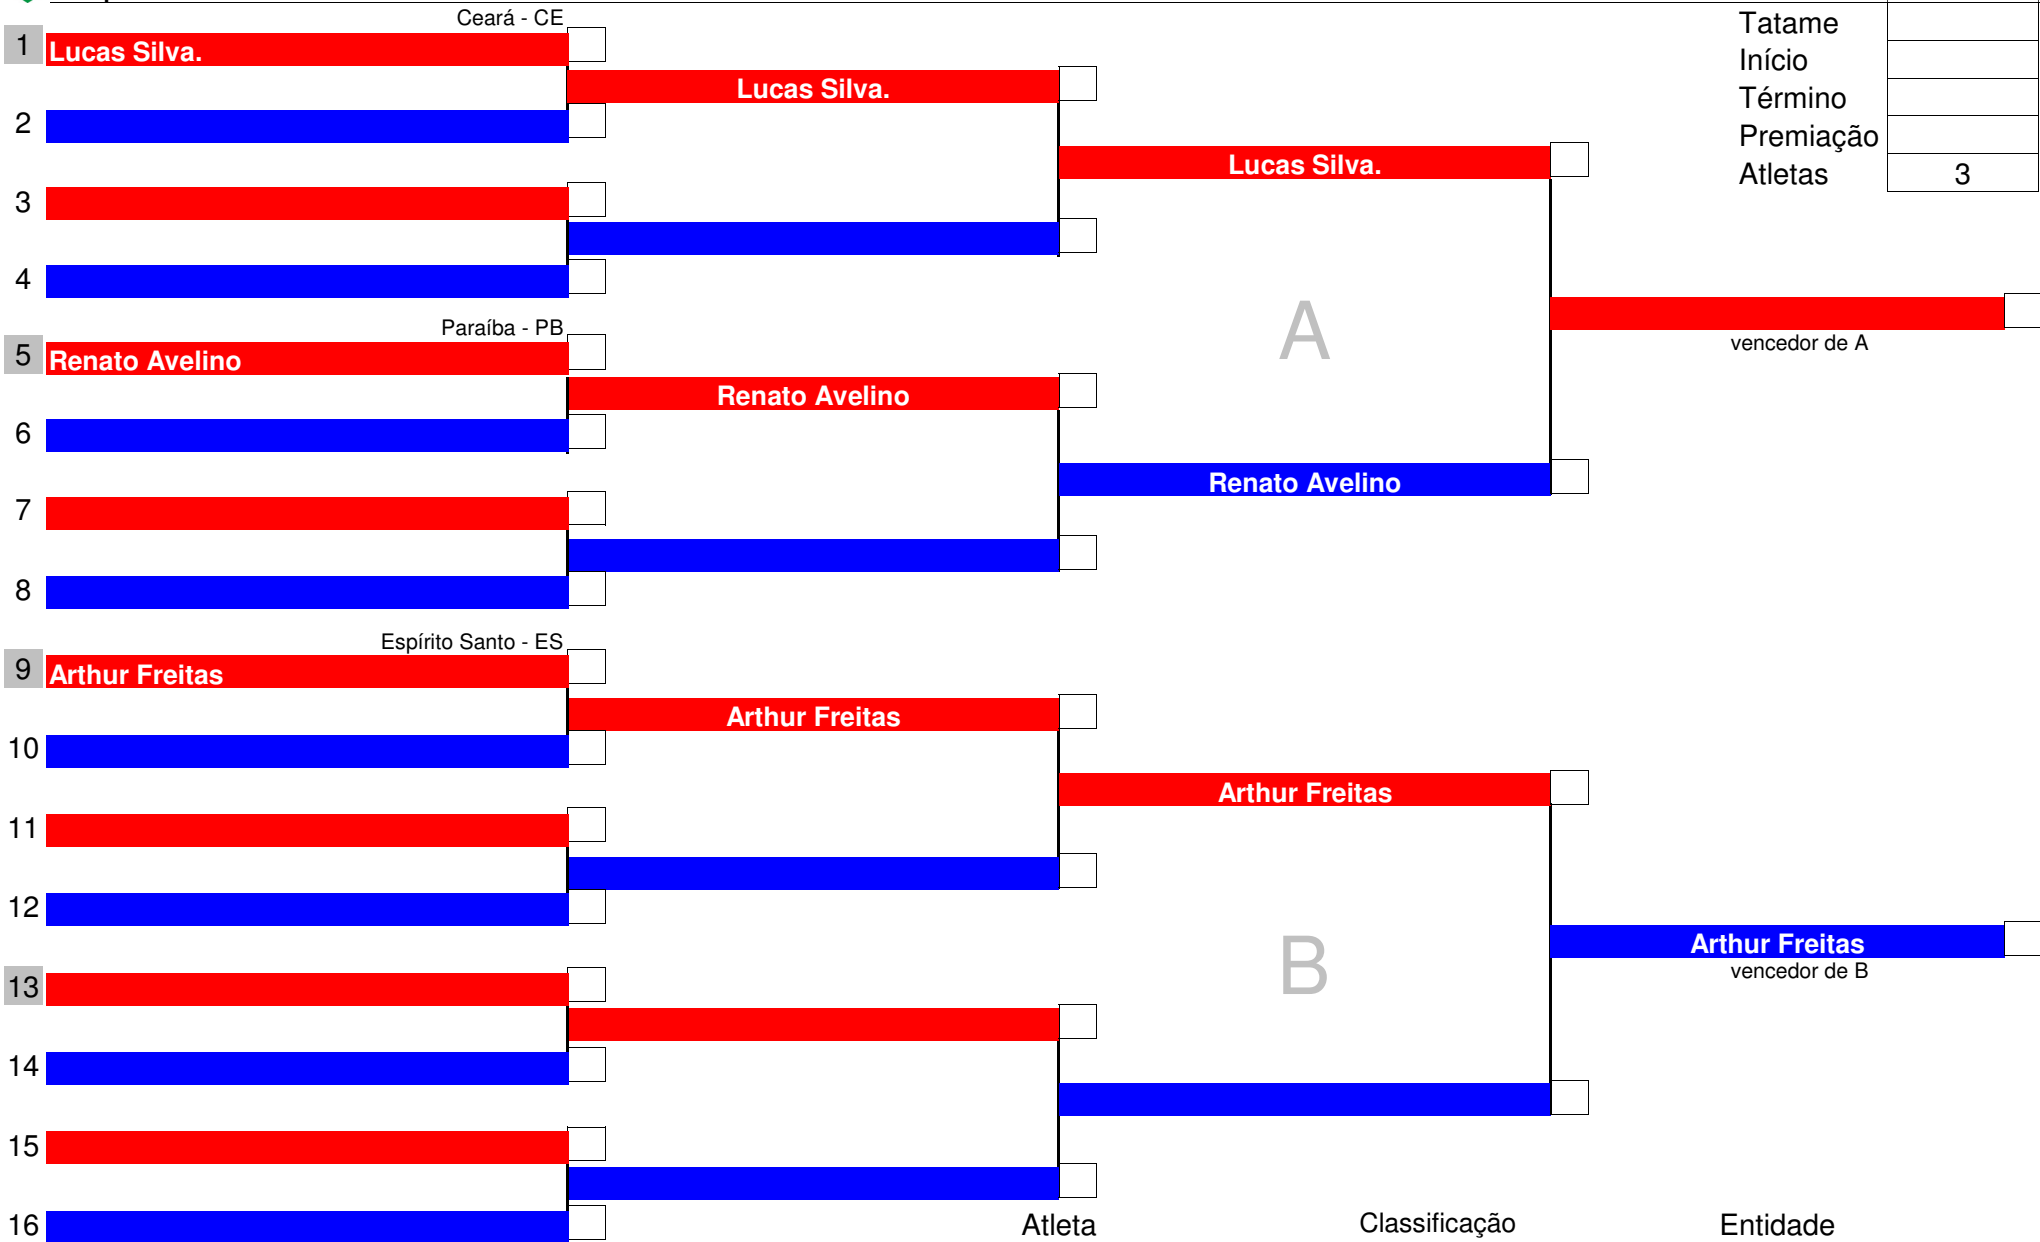 Ceará - CE
1 Lucas Silva.
Lucas Silva.
2
Lucas Silva.
3
4
Paraíba - PB
5 Renato Avelino
Renato Avelino
6
Renato Avelino
7
8
A
vencedor de A
Espírito Santo - ES
9 Arthur Freitas
Arthur Freitas
10
Arthur Freitas
11
12
B
Arthur Freitas
vencedor de B
13
14
15
16
Tatame
Início
Término
Premiação
Atletas 3
Atleta Classificação Entidade